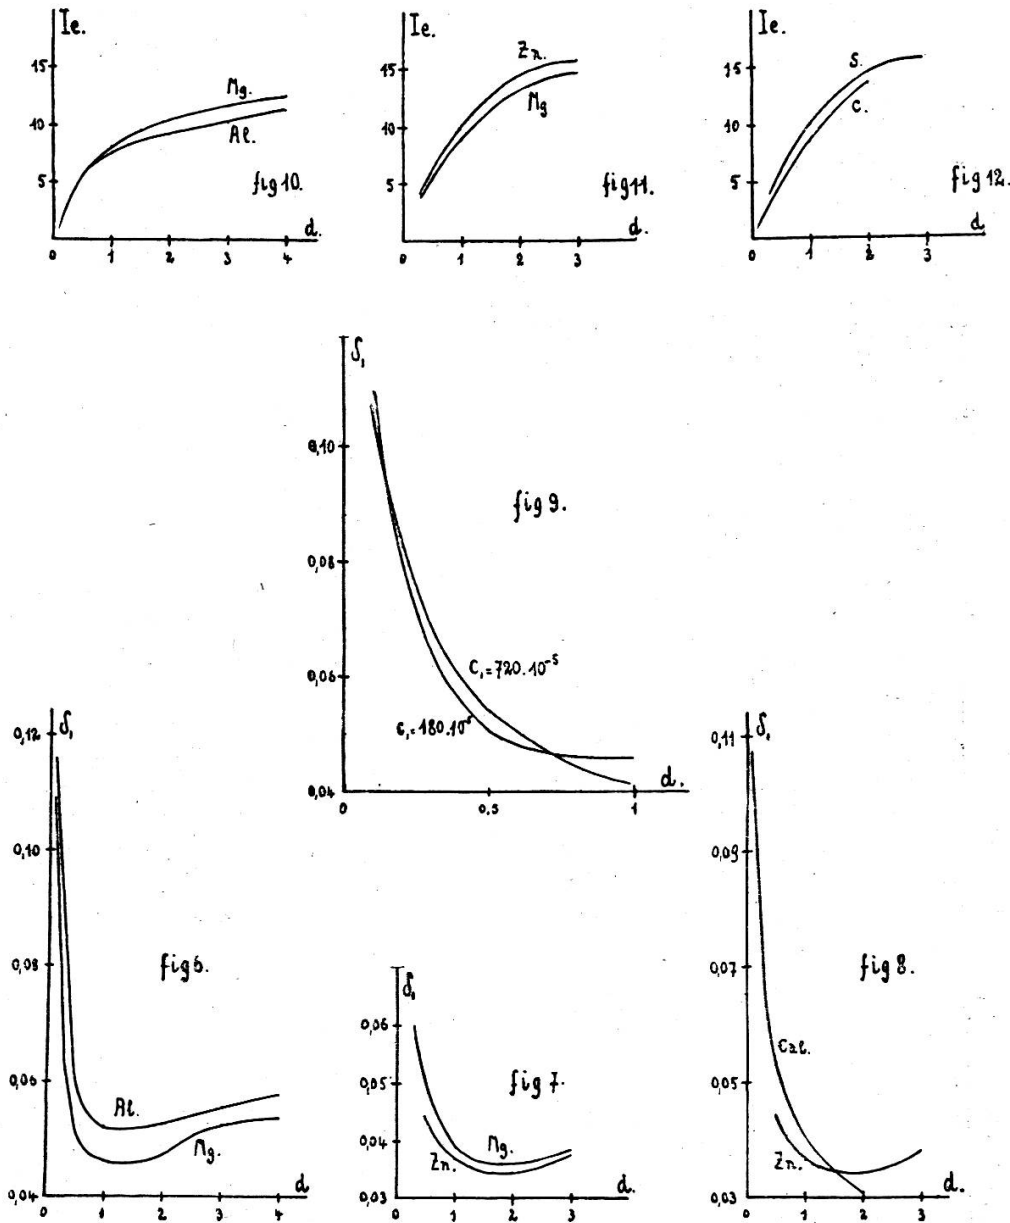 Ie.
15
10
5
Mg.
Al.
fig 10.
d.
0 1 2 3 4
Ie.
15
10
5
Zn.
Mg
fig 11.
d.
0 1 2 3
Ie.
15
10
5
S.
C.
fig 12.
d
0 1 2 3
δ₁
0,10
0,08
0,06
0,04
fig 9.
C₁=720.10⁻⁵
d.
0 0,5 1
δ₁
0,12
0,10
0,08
0,06
0,04
fig 6.
Al.
Mg.
d
0 1 2 3 4
δ₁
0,06
0,05
0,04
0,03
fig 7.
Mg.
Zn.
d.
0 1 2 3
δ₁
0,11
0,09
0,07
0,05
0,03
fig 8.
Zn.
d.
0 1 2 3